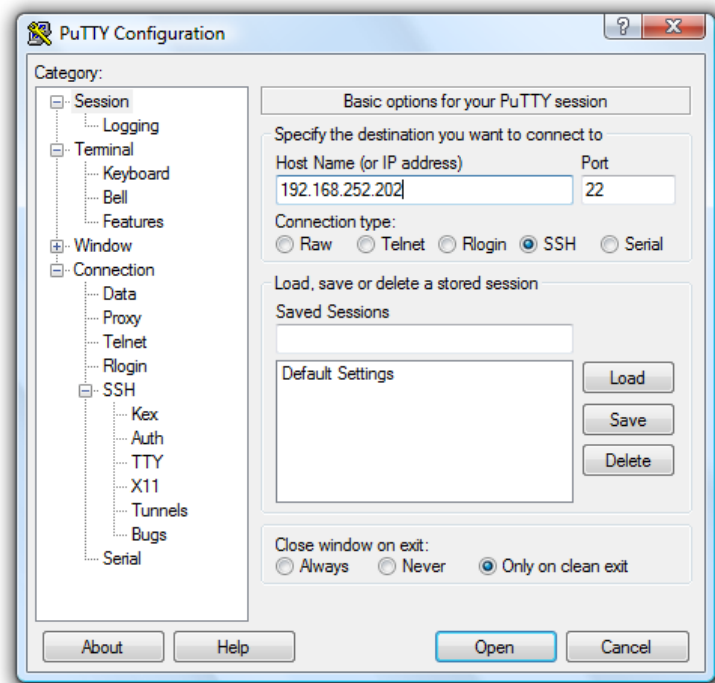 PuTTY Configuration
Category:
Session
Logging
Terminal
Keyboard
Bell
Features
Window
Connection
Data
Proxy
Telnet
Rlogin
SSH
Kex
Auth
TTY
X11
Tunnels
Bugs
Serial
Basic options for your PuTTY session
Specify the destination you want to connect to
Host Name (or IP address) Port
192.168.252.202 22
Connection type:
Raw Telnet Rlogin SSH Serial
Load, save or delete a stored session
Saved Sessions
Default Settings
Load
Save
Delete
Close window on exit:
Always Never Only on clean exit
About Help Open Cancel